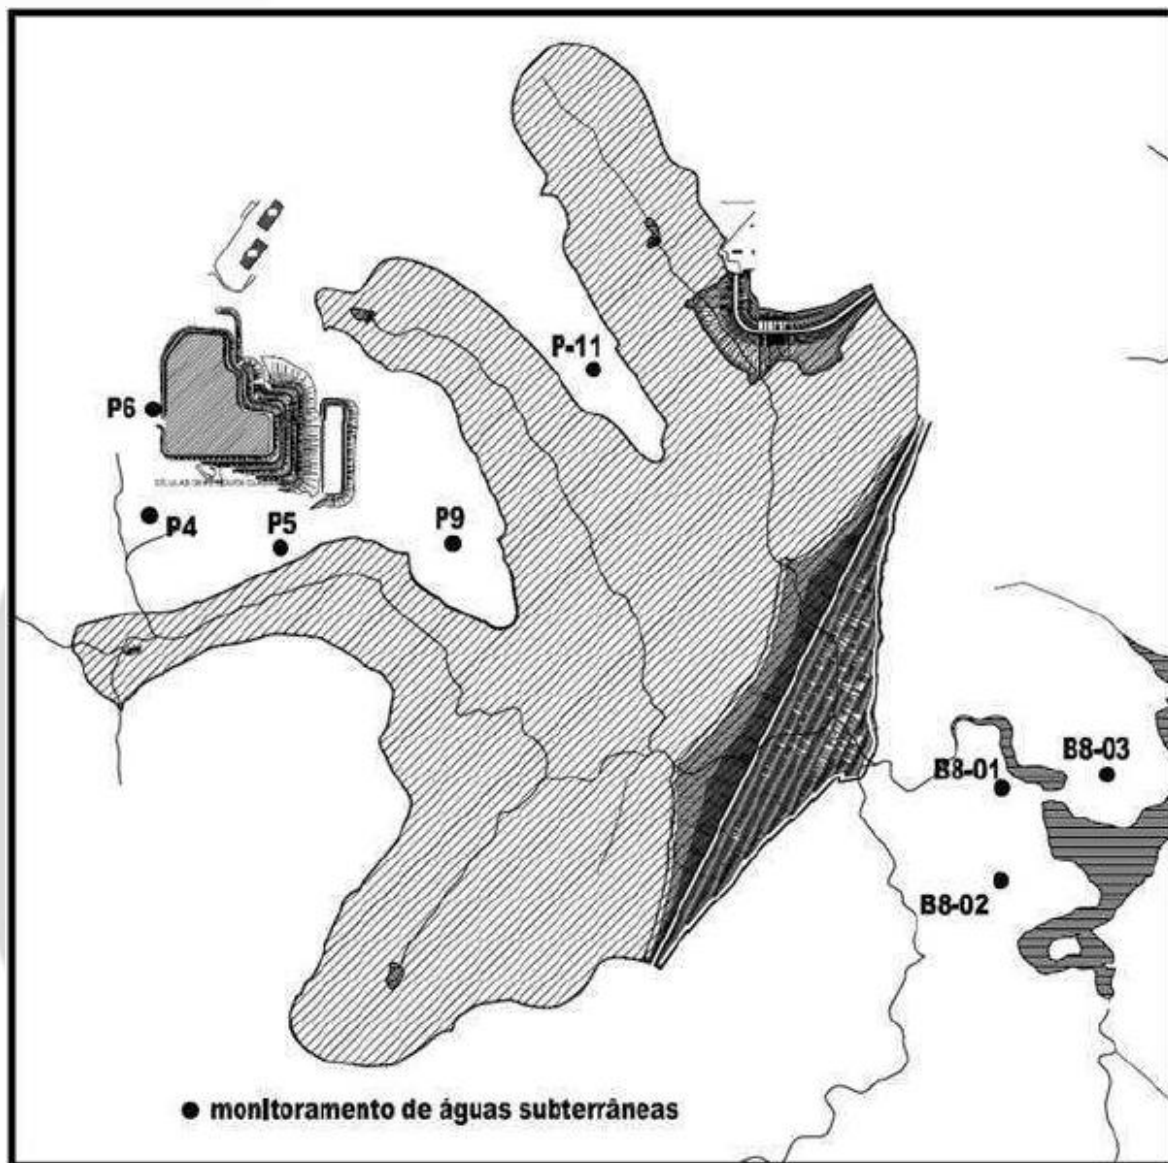 P-11
P6
P4
P5
P9
B8-03
B8-01
B8-02
monitoramento de águas subterrâneas